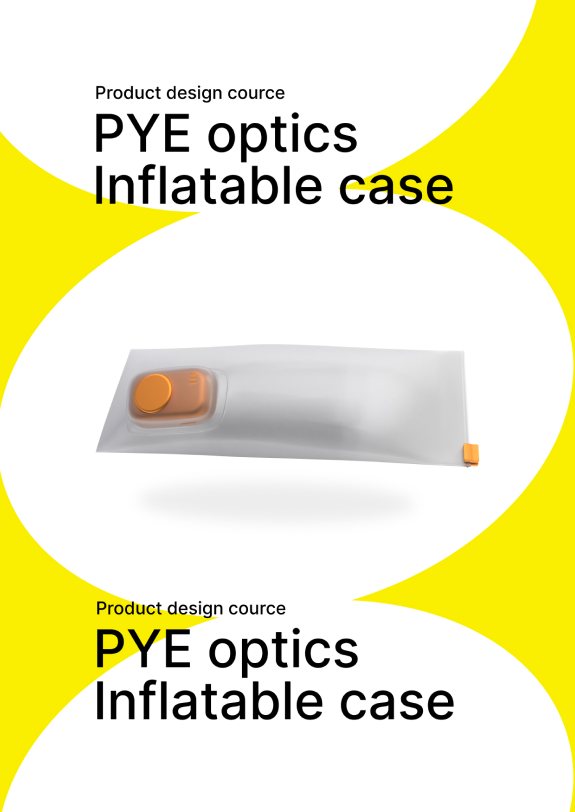 Product design cource
PYE optics
Inflatable case
Product design cource
PYE optics
Inflatable case